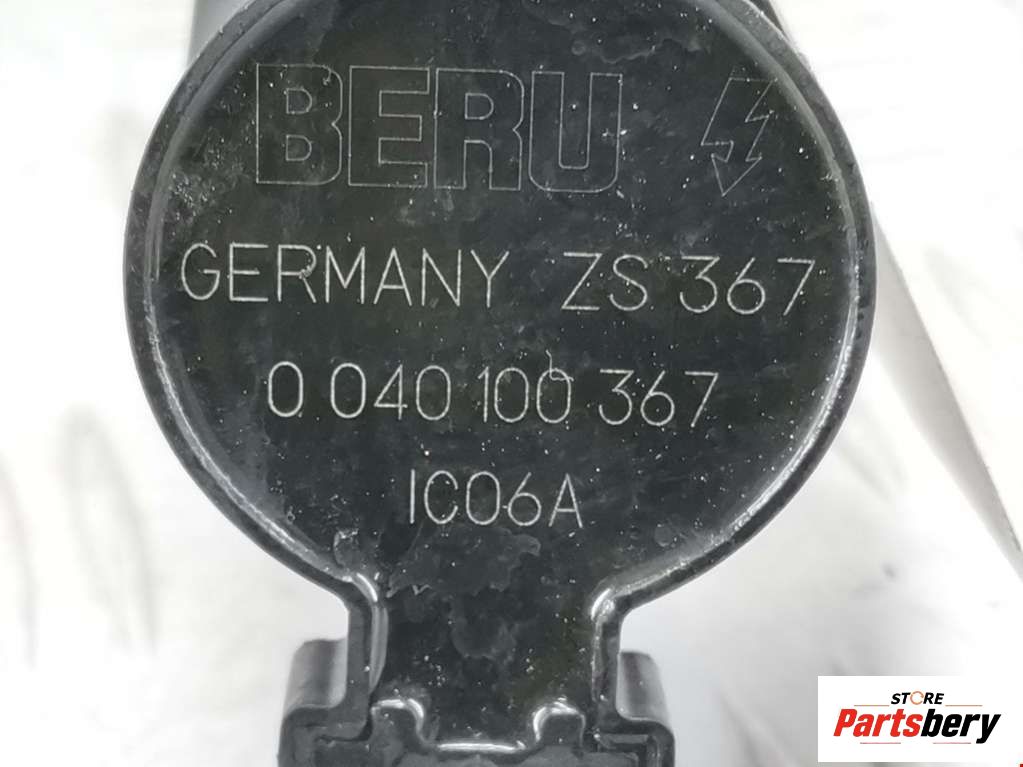 BERU
GERMANY ZS 367
0 040 100 367
IC06A
STORE
Partsbery